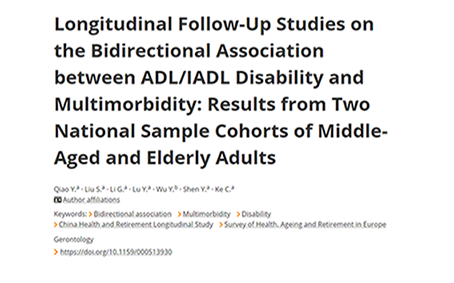 Longitudinal Follow-Up Studies on
the Bidirectional Association
between ADL/IADL Disability and
Multimorbidity: Results from Two
National Sample Cohorts of Middle-
Aged and Elderly Adults
Qiao Y.ᵃ · Liu S.ᵃ · Li G.ᵃ · Lu Y.ᵃ · Wu Y.ᵇ · Shen Y.ᵃ · Ke C.ᵃ
Author affiliations
Keywords: Bidirectional association Multimorbidity Disability
China Health and Retirement Longitudinal Study Survey of Health, Ageing and Retirement in Europe
Gerontology
https://doi.org/10.1159/000513930